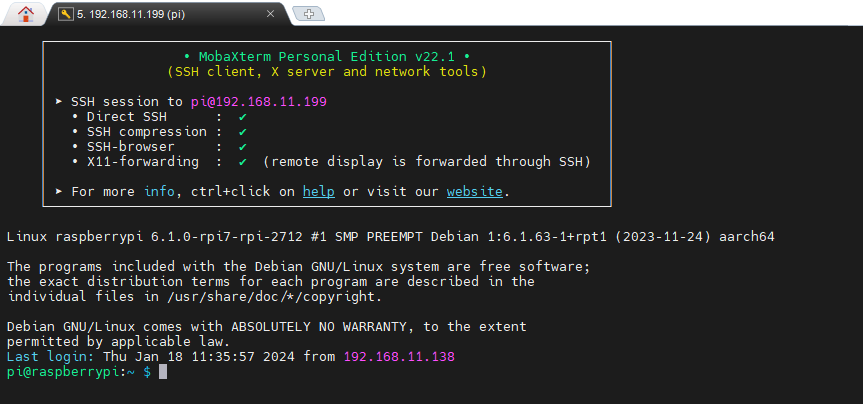 5. 192.168.11.199 (pi)
• MobaXterm Personal Edition v22.1 •
(SSH client, X server and network tools)
➤ SSH session to pi@192.168.11.199
• Direct SSH : ✔
• SSH compression : ✔
• SSH-browser : ✔
• X11-forwarding : ✔ (remote display is forwarded through SSH)
➤ For more info, ctrl+click on help or visit our website.
Linux raspberrypi 6.1.0-rpi7-rpi-2712 #1 SMP PREEMPT Debian 1:6.1.63-1+rpt1 (2023-11-24) aarch64
The programs included with the Debian GNU/Linux system are free software;
the exact distribution terms for each program are described in the
individual files in /usr/share/doc/*/copyright.
Debian GNU/Linux comes with ABSOLUTELY NO WARRANTY, to the extent
permitted by applicable law.
Last login: Thu Jan 18 11:35:57 2024 from 192.168.11.138
pi@raspberrypi:~ $